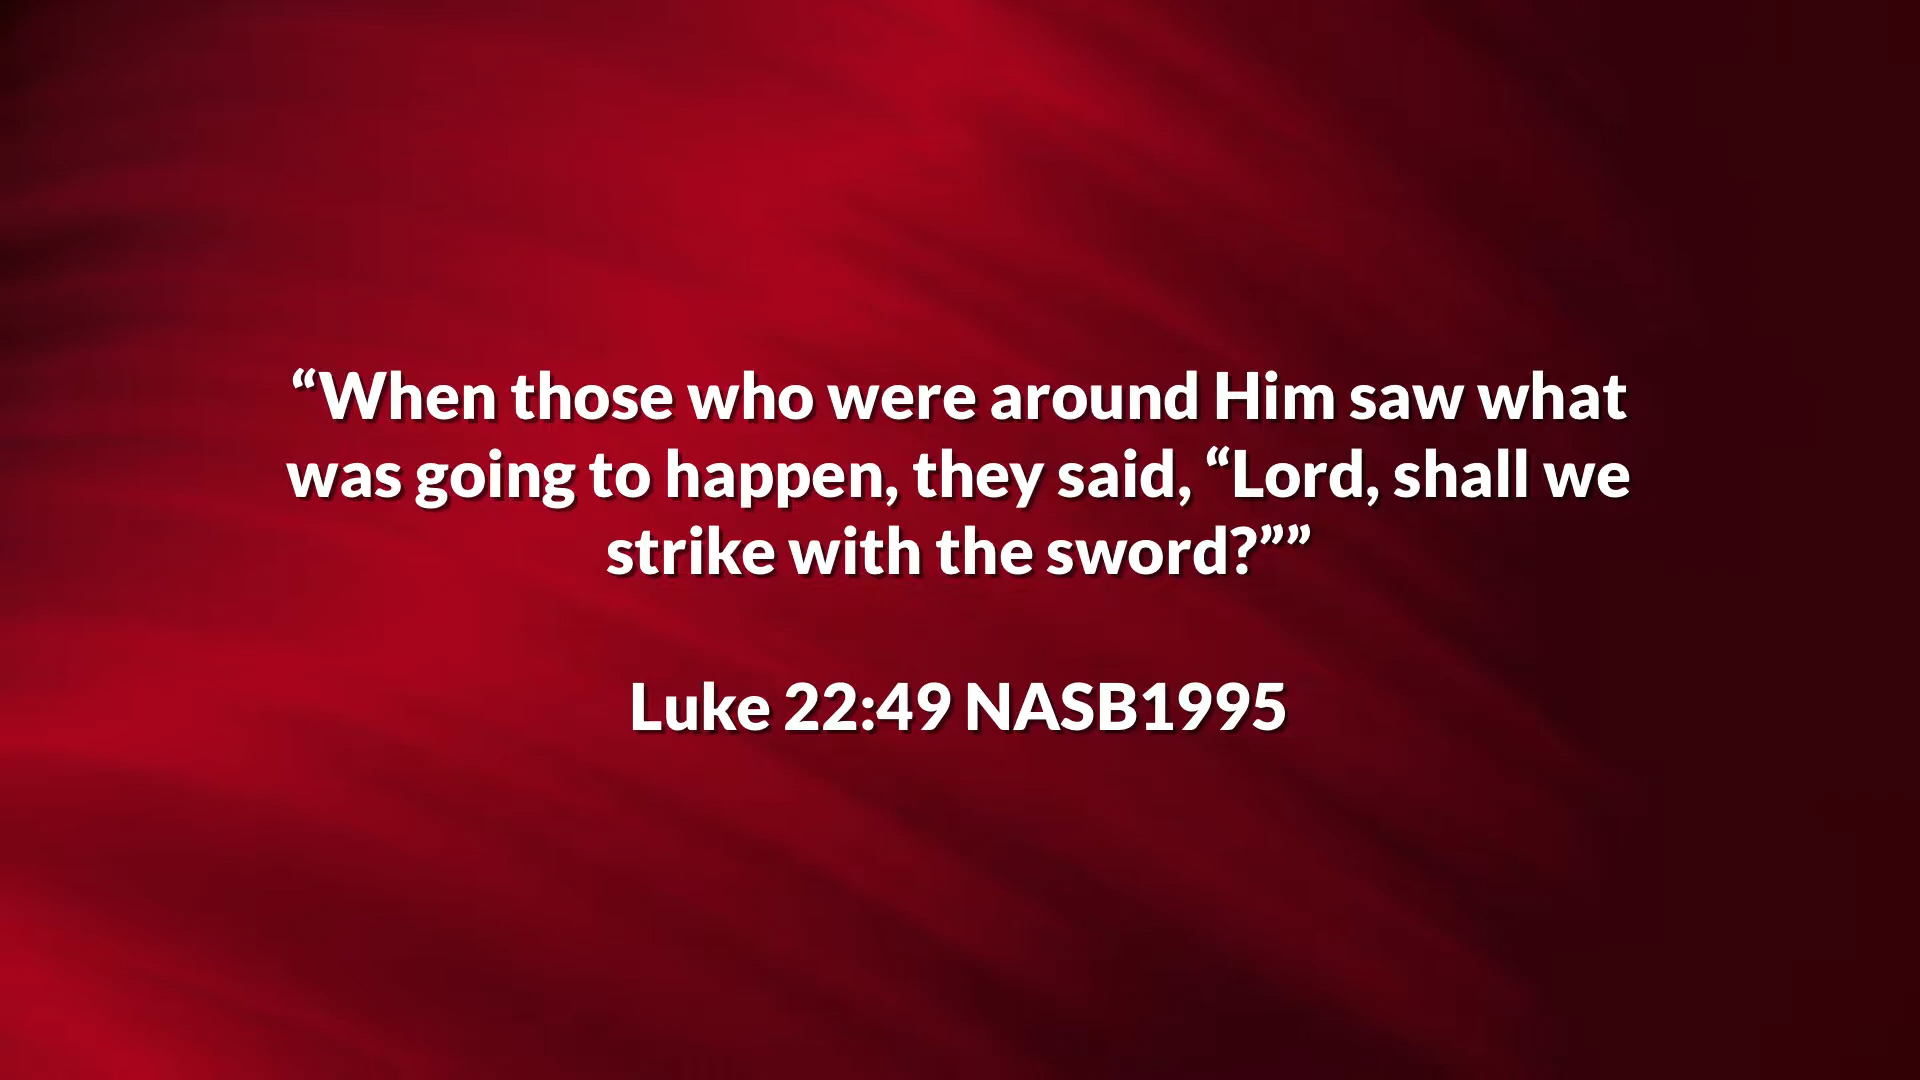 “When those who were around Him saw what
was going to happen, they said, “Lord, shall we
strike with the sword?””
Luke 22:49 NASB1995